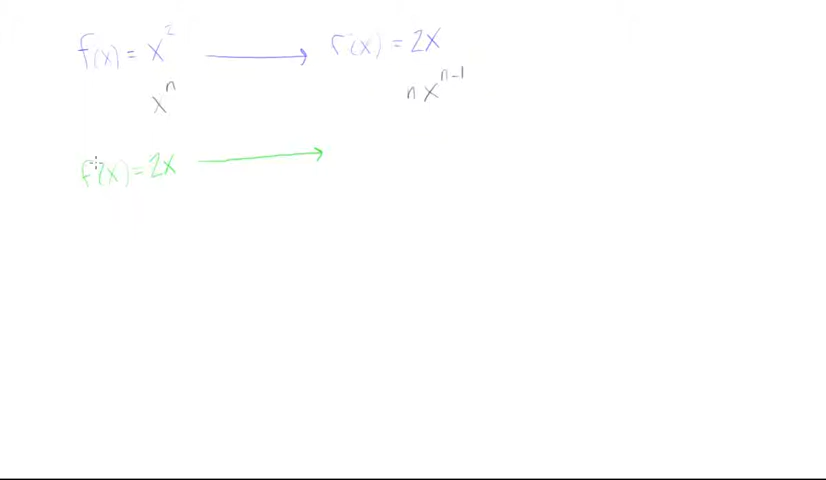 f(x) = x² → f'(x) = 2x
xⁿ nxⁿ⁻¹
f'(x) = 2x →